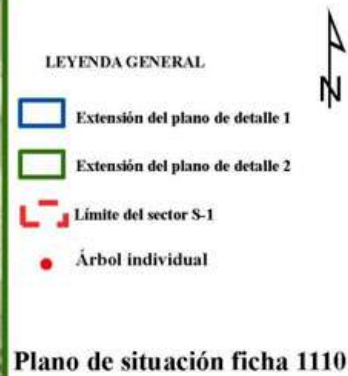 N
LEYENDA GENERAL
Extensión del plano de detalle 1
Extensión del plano de detalle 2
Límite del sector S-1
Árbol individual
Plano de situación ficha 1110